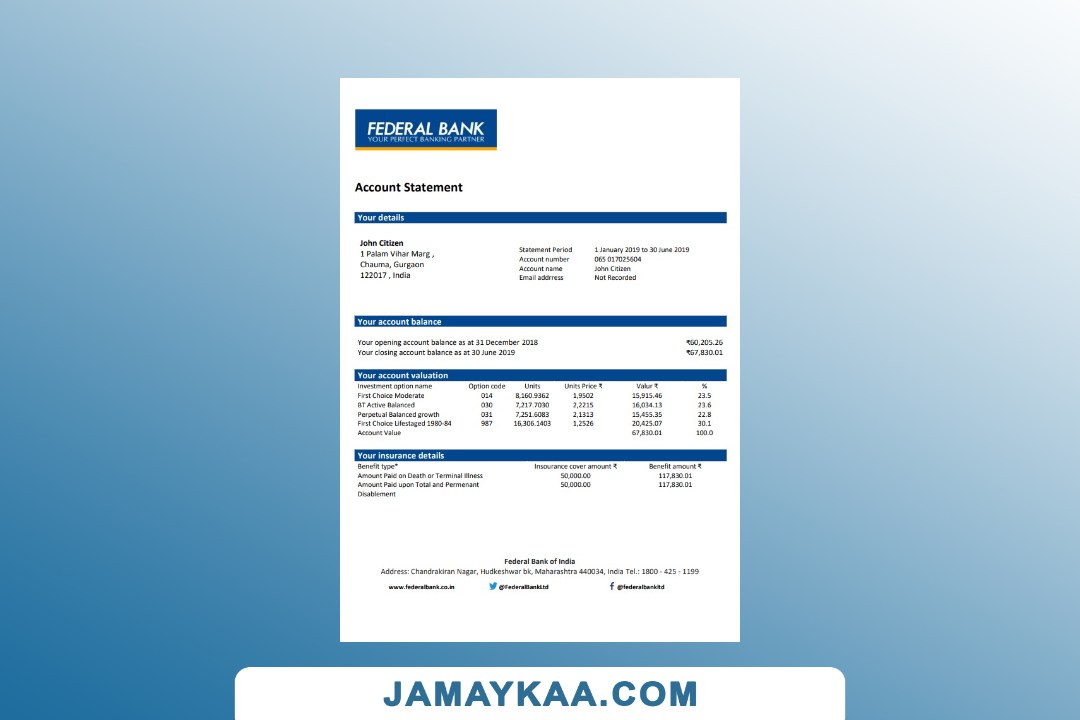 FEDERAL BANK
YOUR PERFECT BANKING PARTNER
Account Statement
Your details
John Citizen
1 Palam Vihar Marg ,
Chauma, Gurgaon
122017 , India
Statement Period 1 January 2019 to 30 June 2019
Account number 065 017025604
Account name John Citizen
Email addrress Not Recorded
Your account balance
Your opening account balance as at 31 December 2018 ₹60,205.26
Your closing account balance as at 30 June 2019 ₹67,830.01
Your account valuation
Investment option name Option code Units Units Price ₹ Valur ₹ %
First Choice Moderate 014 8,160.9362 1,9502 15,915.46 23.5
BT Active Balanced 030 7,217.7030 2,2215 16,034.13 23.6
Perpetual Balanced growth 031 7,251.6083 2,1313 15,455.35 22.8
First Choice Lifestaged 1980-84 987 16,306.1403 1,2526 20,425.07 30.1
Account Value 67,830.01 100.0
Your insurance details
Benefit type* Insourance cover amount ₹ Benefit amount ₹
Amount Paid on Death or Terminal Illness 50,000.00 117,830.01
Amount Paid upon Total and Permenant 50,000.00 117,830.01
Disablement
Federal Bank of India
Address: Chandrakiran Nagar, Hudkeshwar bk, Maharashtra 440034, India Tel.: 1800 - 425 - 1199
www.federalbank.co.in @FederalBankLtd @federalbankltd
JAMAYKAA.COM